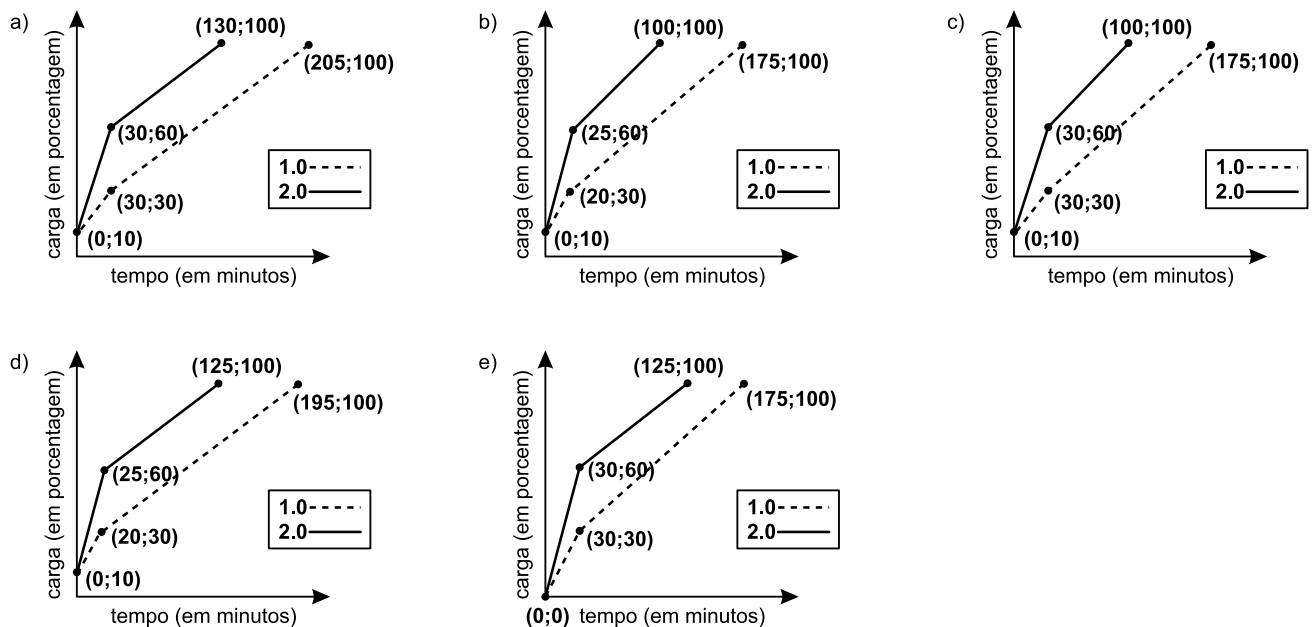 a)
carga (em porcentagem)
(130;100)
(205;100)
(30;60)
(30;30)
(0;10)
1.0
2.0
tempo (em minutos)
b)
carga (em porcentagem)
(100;100)
(175;100)
(25;60)
(20;30)
(0;10)
1.0
2.0
tempo (em minutos)
c)
carga (em porcentagem)
(100;100)
(175;100)
(30;60)
(30;30)
(0;10)
1.0
2.0
tempo (em minutos)
d)
carga (em porcentagem)
(125;100)
(195;100)
(25;60)
(20;30)
(0;10)
1.0
2.0
tempo (em minutos)
e)
carga (em porcentagem)
(125;100)
(175;100)
(30;60)
(30;30)
1.0
2.0
(0;0) tempo (em minutos)